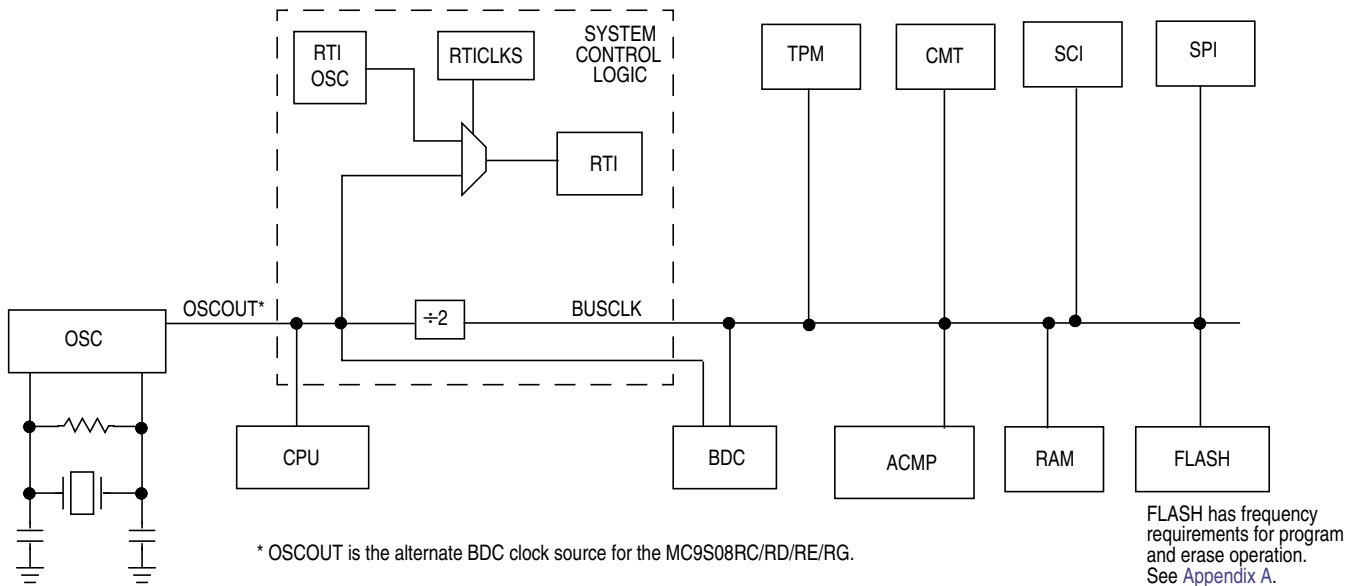 SYSTEM
CONTROL
LOGIC
RTI
OSC
RTICLKS
RTI
TPM
CMT
SCI
SPI
OSCOUT*
÷2
BUSCLK
OSC
CPU
BDC
ACMP
RAM
FLASH
FLASH has frequency
requirements for program
and erase operation.
See Appendix A.
* OSCOUT is the alternate BDC clock source for the MC9S08RC/RD/RE/RG.